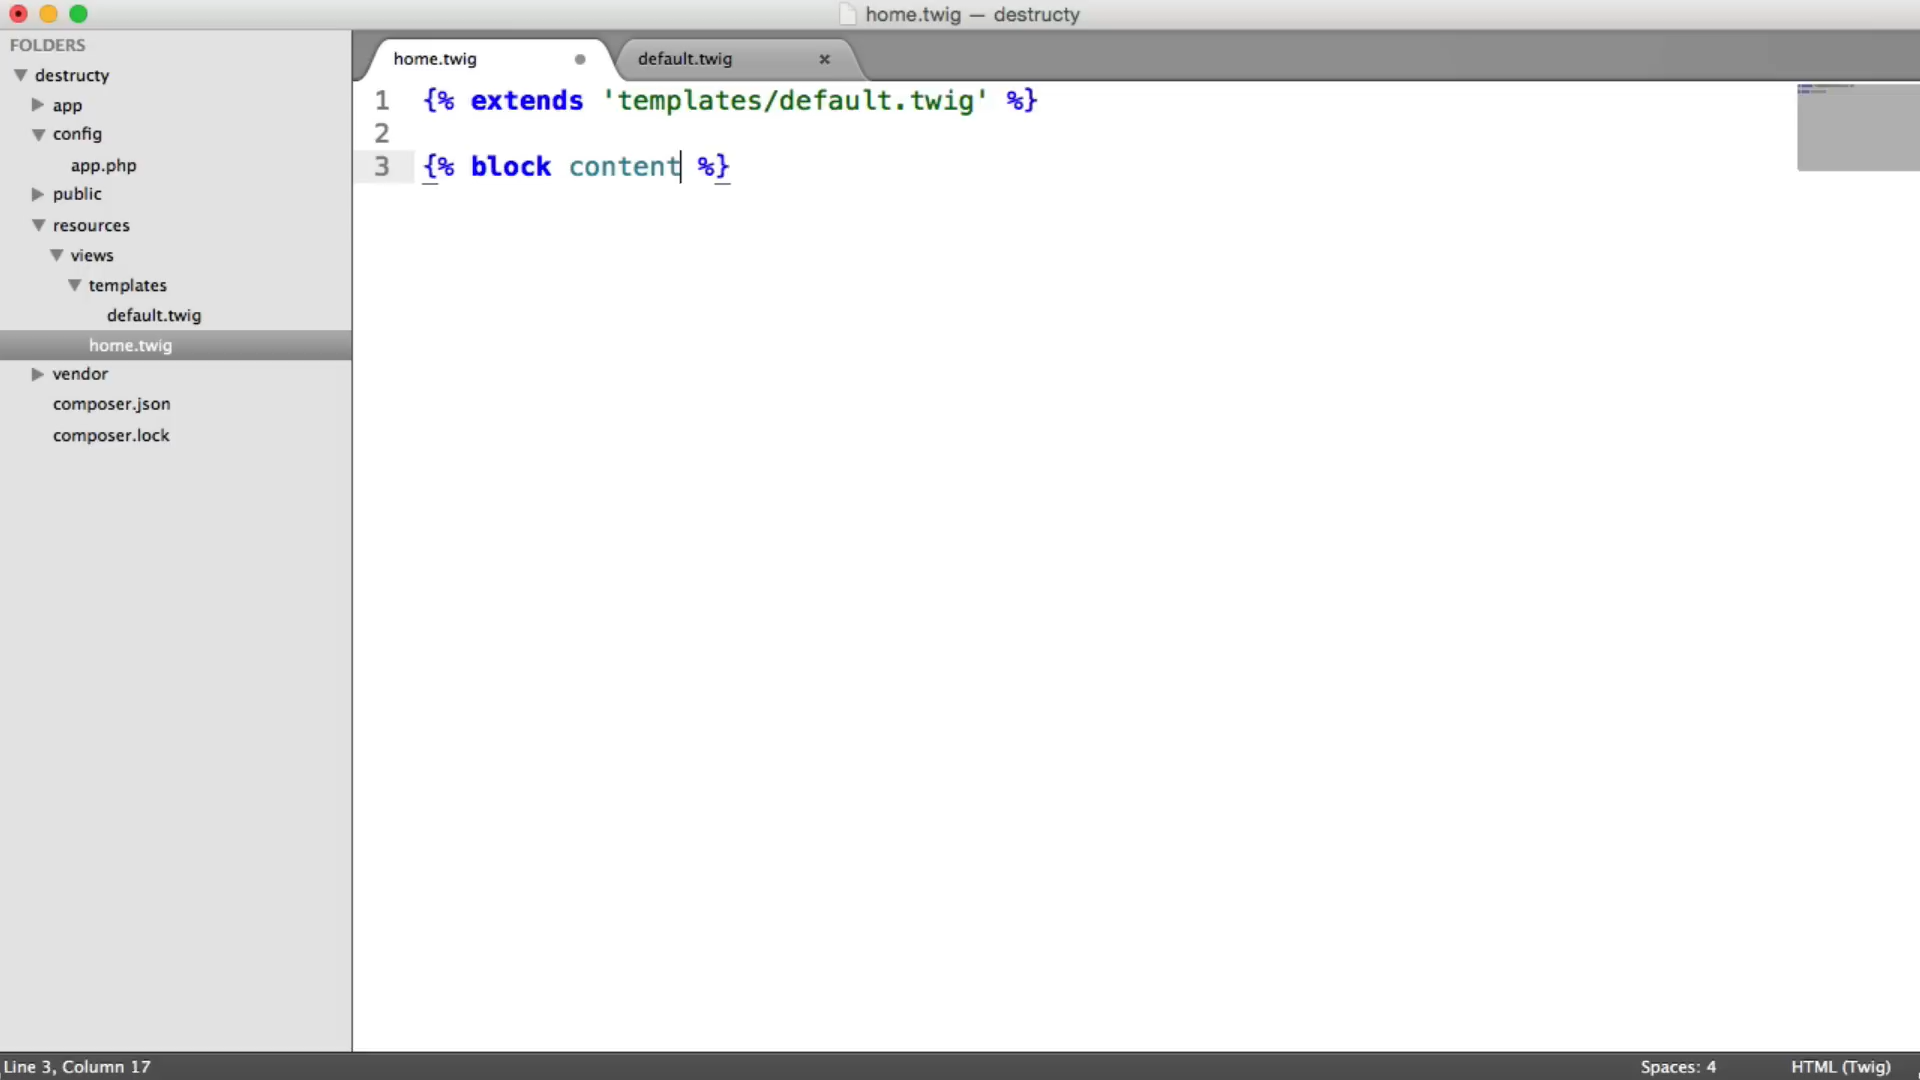 home.twig — destructy
FOLDERS
destructy
app
config
app.php
public
resources
views
templates
default.twig
home.twig
vendor
composer.json
composer.lock
home.twig
default.twig
1 {% extends 'templates/default.twig' %}
2
3 {% block content %}
Line 3, Column 17
Spaces: 4
HTML (Twig)